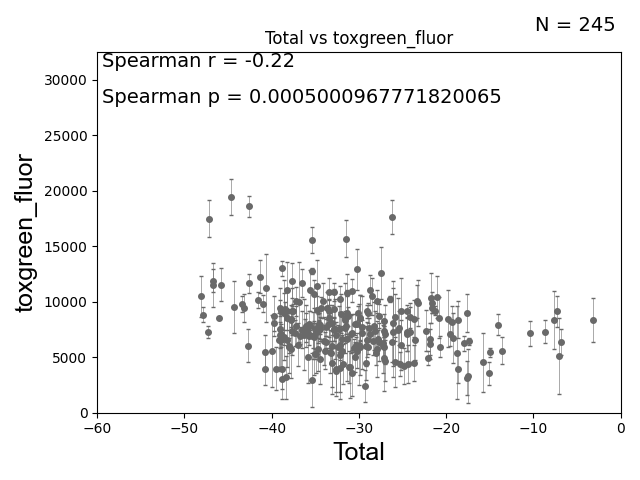 N = 245
Total vs toxgreen_fluor
Spearman r = -0.22
Spearman p = 0.0005000967771820065
30000
25000
20000
15000
10000
5000
0
toxgreen_fluor
−60 −50 −40 −30 −20 −10 0
Total